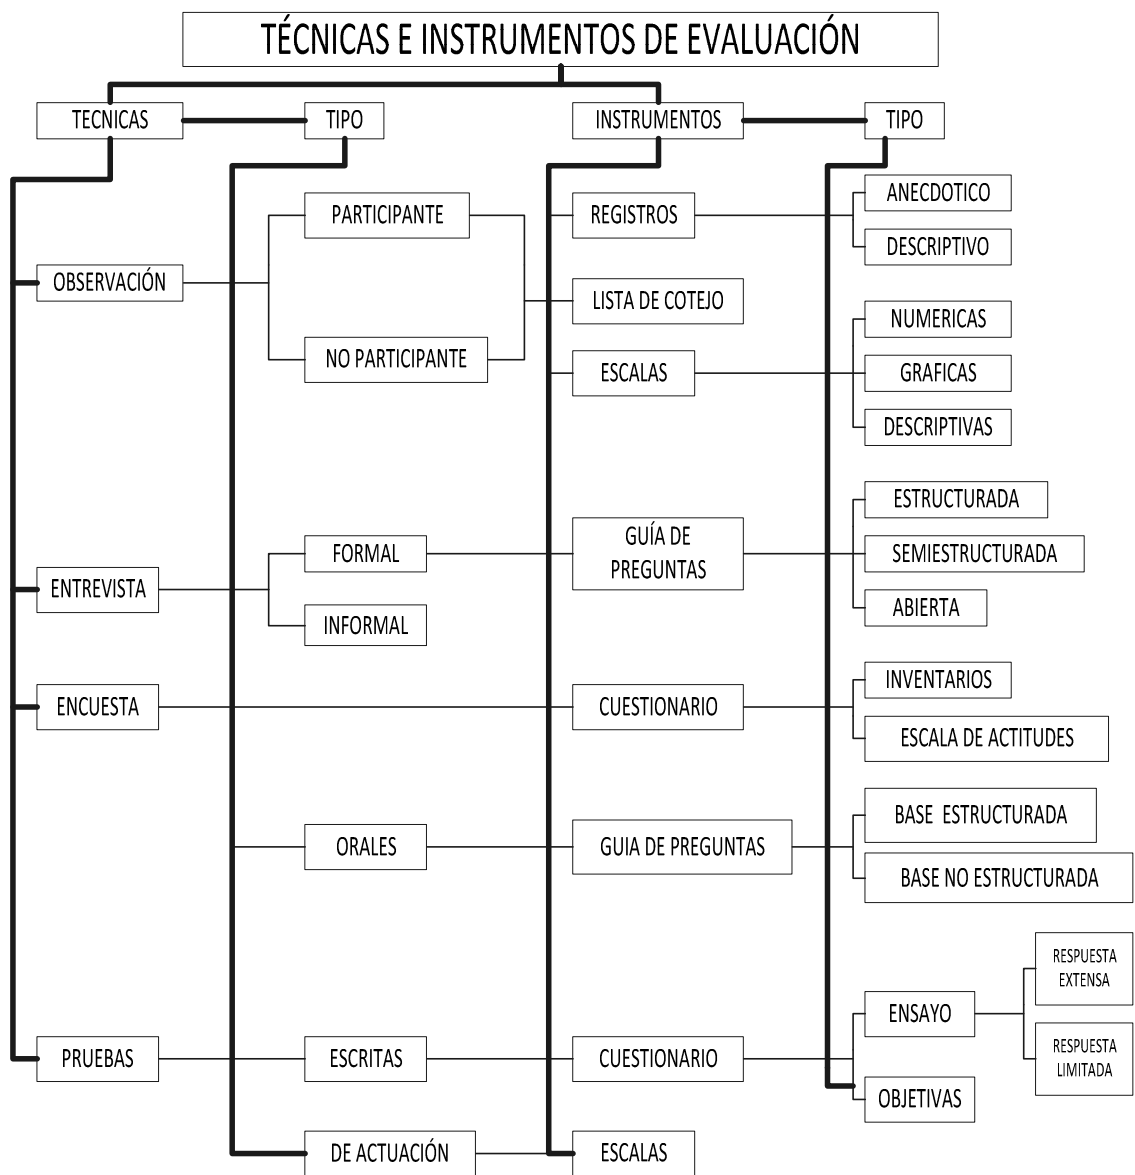 TÉCNICAS E INSTRUMENTOS DE EVALUACIÓN
TECNICAS
TIPO
INSTRUMENTOS
TIPO
OBSERVACIÓN
PARTICIPANTE
NO PARTICIPANTE
REGISTROS
ANECDOTICO
DESCRIPTIVO
LISTA DE COTEJO
ESCALAS
NUMERICAS
GRAFICAS
DESCRIPTIVAS
ENTREVISTA
FORMAL
INFORMAL
GUÍA DE
PREGUNTAS
ESTRUCTURADA
SEMIESTRUCTURADA
ABIERTA
ENCUESTA
CUESTIONARIO
INVENTARIOS
ESCALA DE ACTITUDES
ORALES
GUIA DE PREGUNTAS
BASE ESTRUCTURADA
BASE NO ESTRUCTURADA
PRUEBAS
ESCRITAS
CUESTIONARIO
ENSAYO
RESPUESTA
EXTENSA
RESPUESTA
LIMITADA
OBJETIVAS
DE ACTUACIÓN
ESCALAS